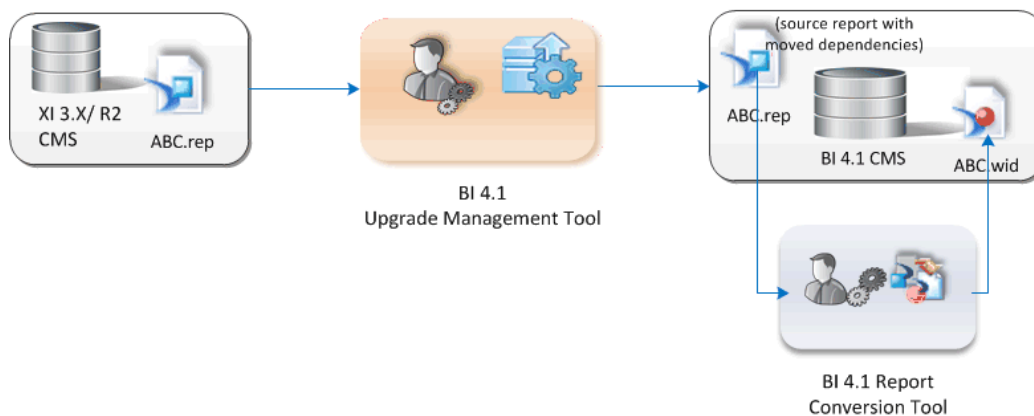 XI 3.X/ R2
CMS
ABC.rep
BI 4.1
Upgrade Management Tool
(source report with
moved dependencies)
ABC.rep
BI 4.1 CMS
ABC.wid
BI 4.1 Report
Conversion Tool